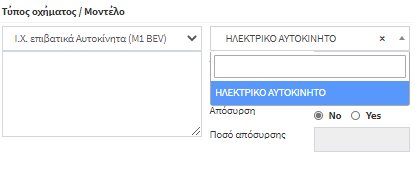 Τύπος οχήματος / Μοντέλο
Ι.Χ. επιβατικά Αυτοκίνητα (M1 BEV)
ΗΛΕΚΤΡΙΚΟ ΑΥΤΟΚΙΝΗΤΟ ×
ΗΛΕΚΤΡΙΚΟ ΑΥΤΟΚΙΝΗΤΟ
Απόσυρση No Yes
Ποσό απόσυρσης